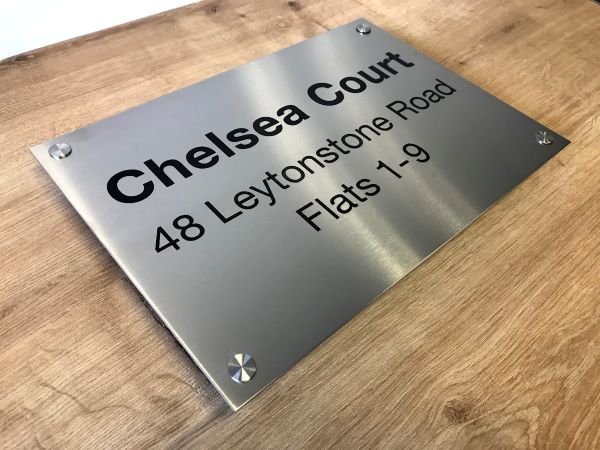 Chelsea Court
48 Leytonstone Road
Flats 1-9